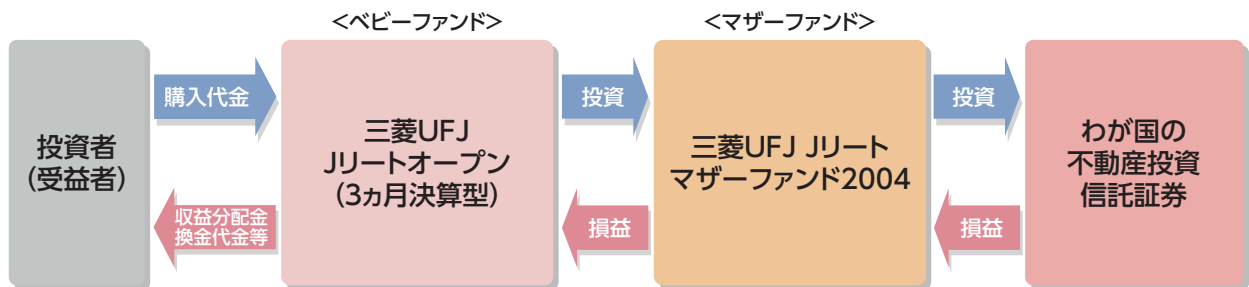 <ベビーファンド>
<マザーファンド>
投資者
(受益者)
購入代金
収益分配金
換金代金等
三菱UFJ
Jリートオープン
(3ヵ月決算型)
投資
損益
三菱UFJ Jリート
マザーファンド2004
投資
損益
わが国の
不動産投資
信託証券